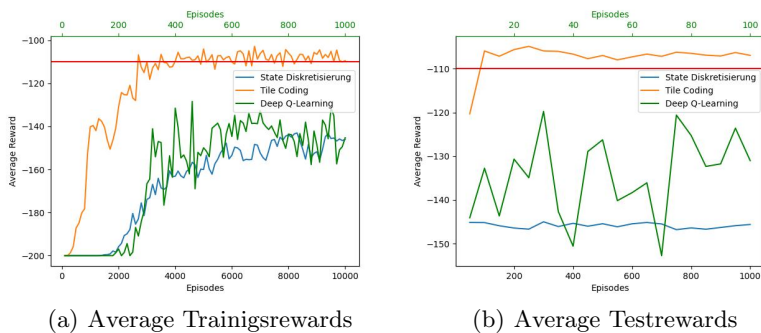 Episodes
0 200 400 600 800 1000
−100
−120
−140
−160
−180
−200
Average Reward
State Diskretisierung
Tile Coding
Deep Q-Learning
0 2000 4000 6000 8000 10000
Episodes
(a) Average Trainigsrewards
Episodes
20 40 60 80 100
−110
−120
−130
−140
−150
Average Reward
State Diskretisierung
Tile Coding
Deep Q-Learning
200 400 600 800 1000
Episodes
(b) Average Testrewards